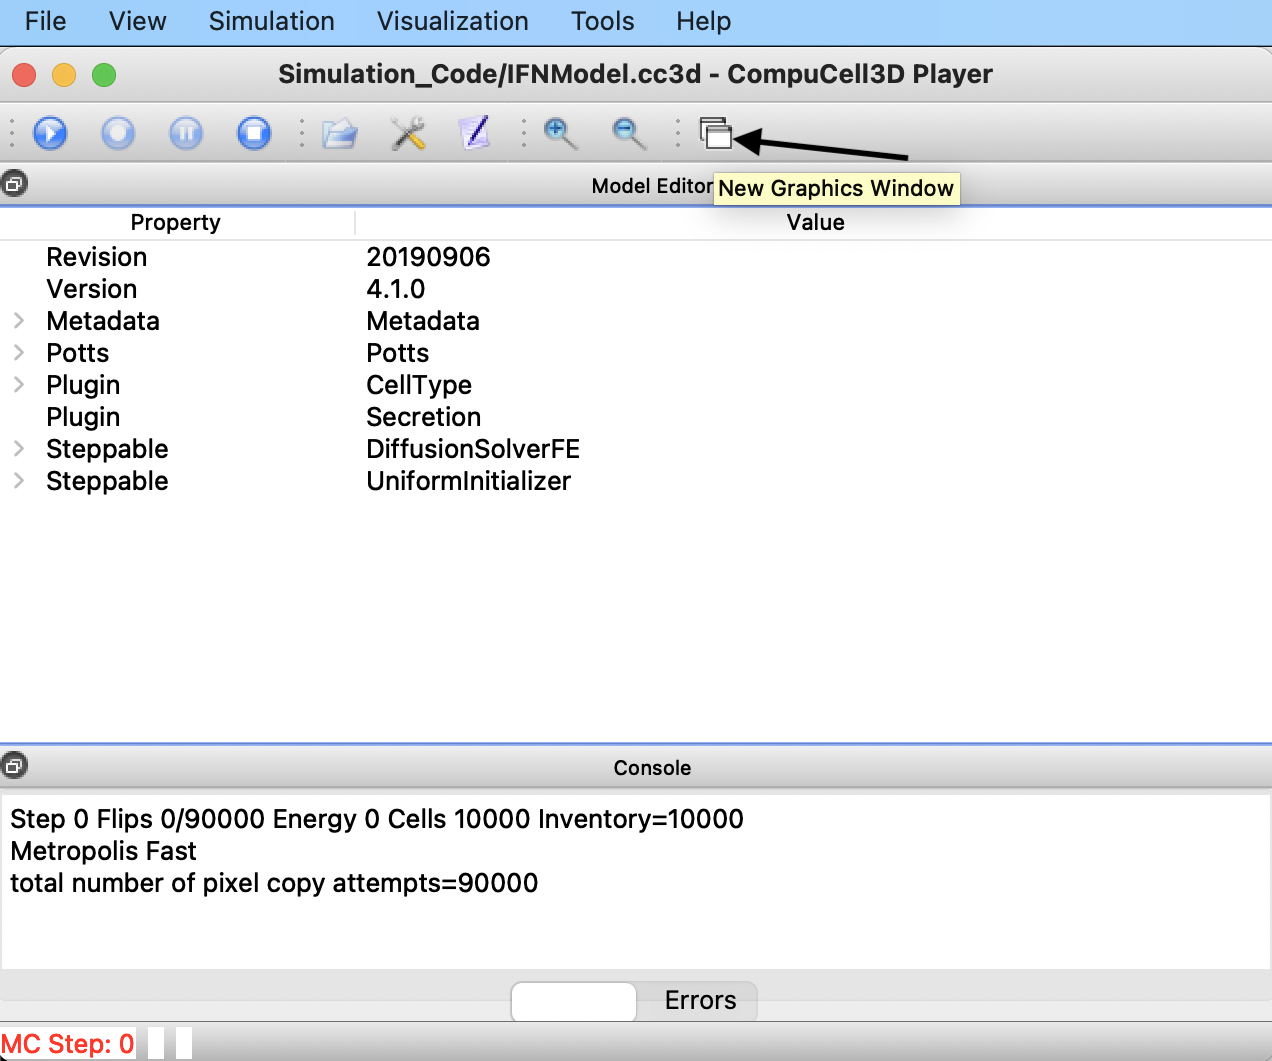 File View Simulation Visualization Tools Help
Simulation_Code/IFNModel.cc3d - CompuCell3D Player
Model Editor
New Graphics Window
Property Value
Revision 20190906
Version 4.1.0
Metadata Metadata
Potts Potts
Plugin CellType
Plugin Secretion
Steppable DiffusionSolverFE
Steppable UniformInitializer
Console
Step 0 Flips 0/90000 Energy 0 Cells 10000 Inventory=10000
Metropolis Fast
total number of pixel copy attempts=90000
Errors
MC Step: 0